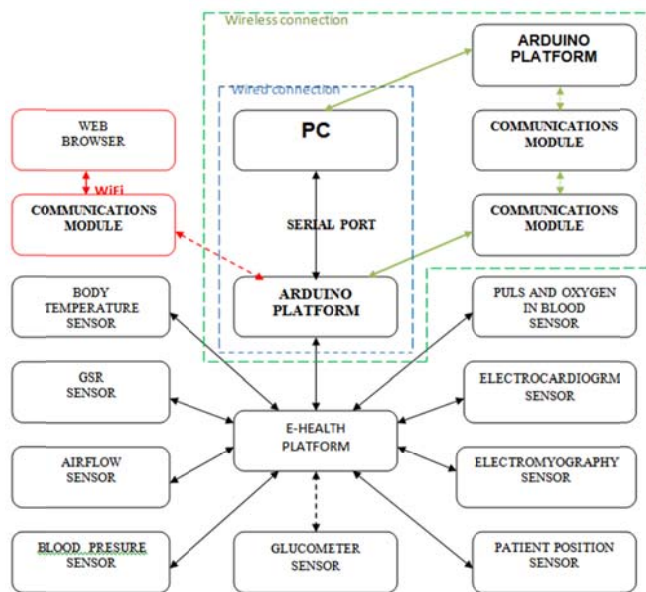 Wireless connection
ARDUINO
PLATFORM
Wired connection
WEB
BROWSER
PC
COMMUNICATIONS
MODULE
WiFi
COMMUNICATIONS
MODULE
COMMUNICATIONS
MODULE
SERIAL PORT
BODY
TEMPERATURE
SENSOR
ARDUINO
PLATFORM
PULS AND OXYGEN
IN BLOOD
SENSOR
GSR
SENSOR
ELECTROCARDIOGRM
SENSOR
E-HEALTH
PLATFORM
AIRFLOW
SENSOR
ELECTROMYOGRAPHY
SENSOR
BLOOD PRESURE
SENSOR
GLUCOMETER
SENSOR
PATIENT POSITION
SENSOR